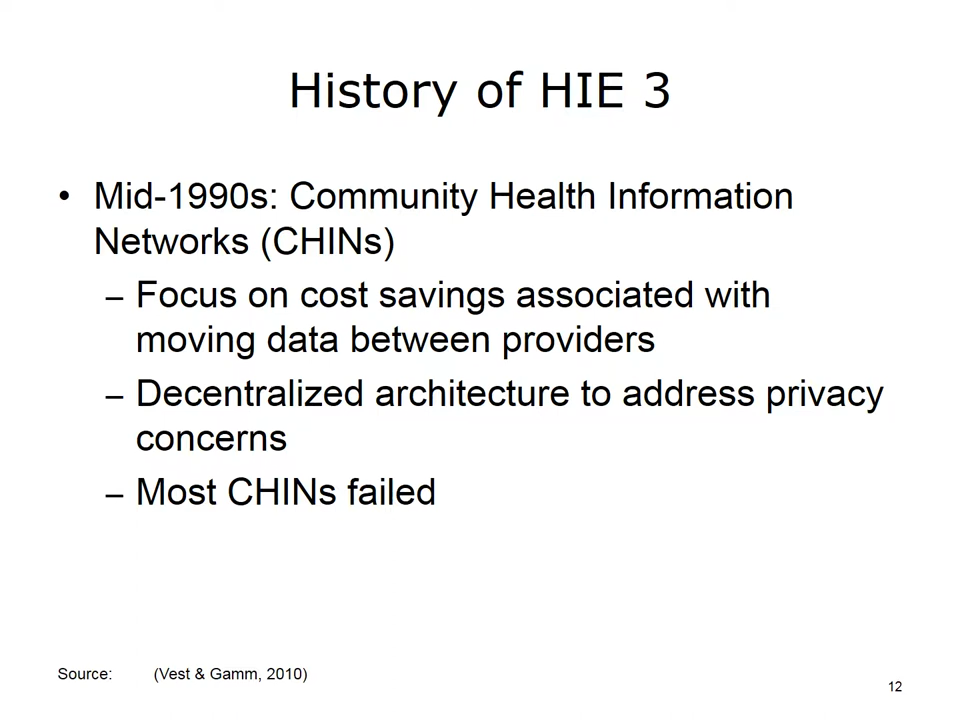 History of HIE 3
• Mid-1990s: Community Health Information
Networks (CHINs)
– Focus on cost savings associated with
moving data between providers
– Decentralized architecture to address privacy
concerns
– Most CHINs failed
Source: (Vest & Gamm, 2010)
12